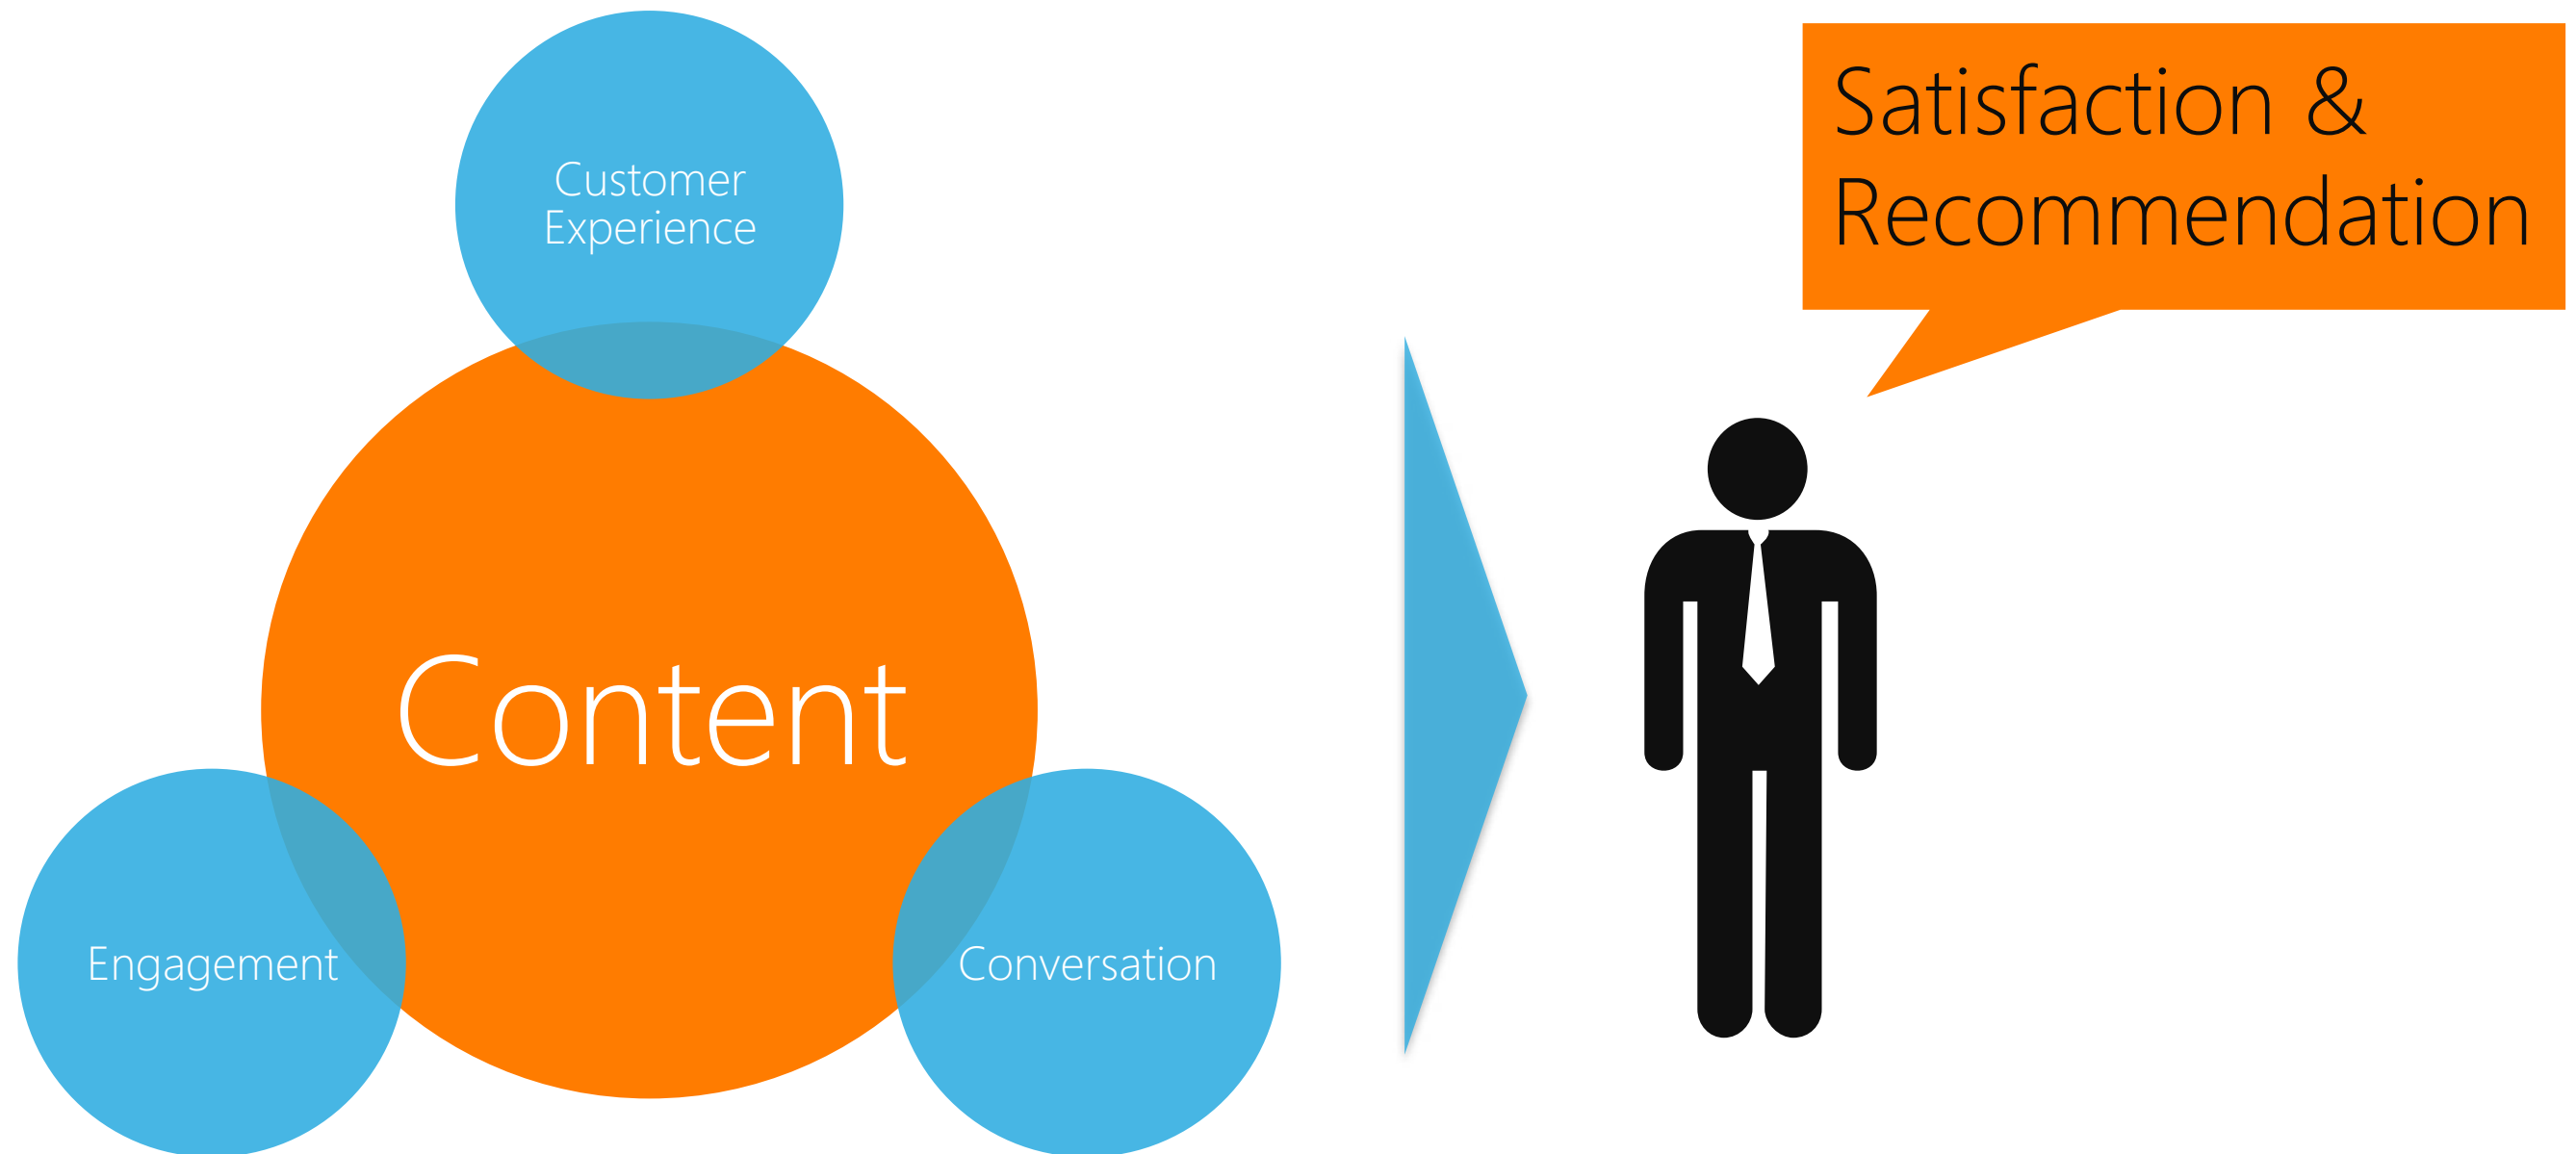 Customer
Experience
Content
Engagement
Conversation
Satisfaction &
Recommendation